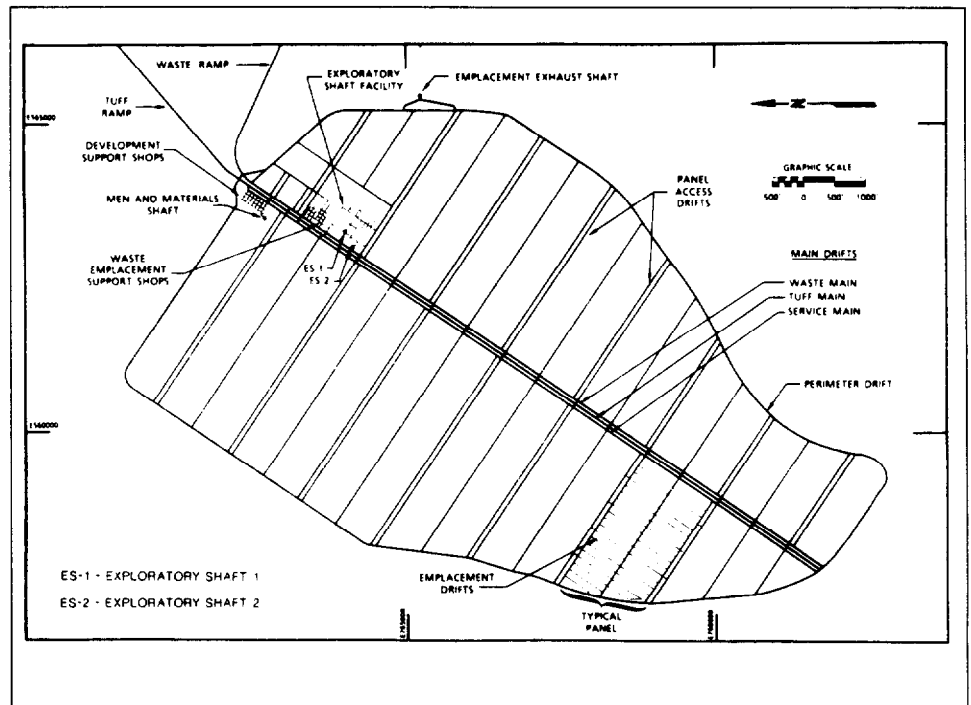 WASTE RAMP
EXPLORATORY
SHAFT FACILITY
EMPLACEMENT EXHAUST SHAFT
TUFF
RAMP
N
E565000
DEVELOPMENT
SUPPORT SHOPS
MEN AND MATERIALS
SHAFT
PANEL
ACCESS
DRIFTS
GRAPHIC SCALE
500' 0 500' 1000
WASTE
EMPLACEMENT
SUPPORT SHOPS
ES 1
ES 2
MAIN DRIFTS
WASTE MAIN
TUFF MAIN
SERVICE MAIN
PERIMETER DRIFT
E560000
EMPLACEMENT
DRIFTS
TYPICAL
PANEL
ES-1 - EXPLORATORY SHAFT 1
ES-2 - EXPLORATORY SHAFT 2